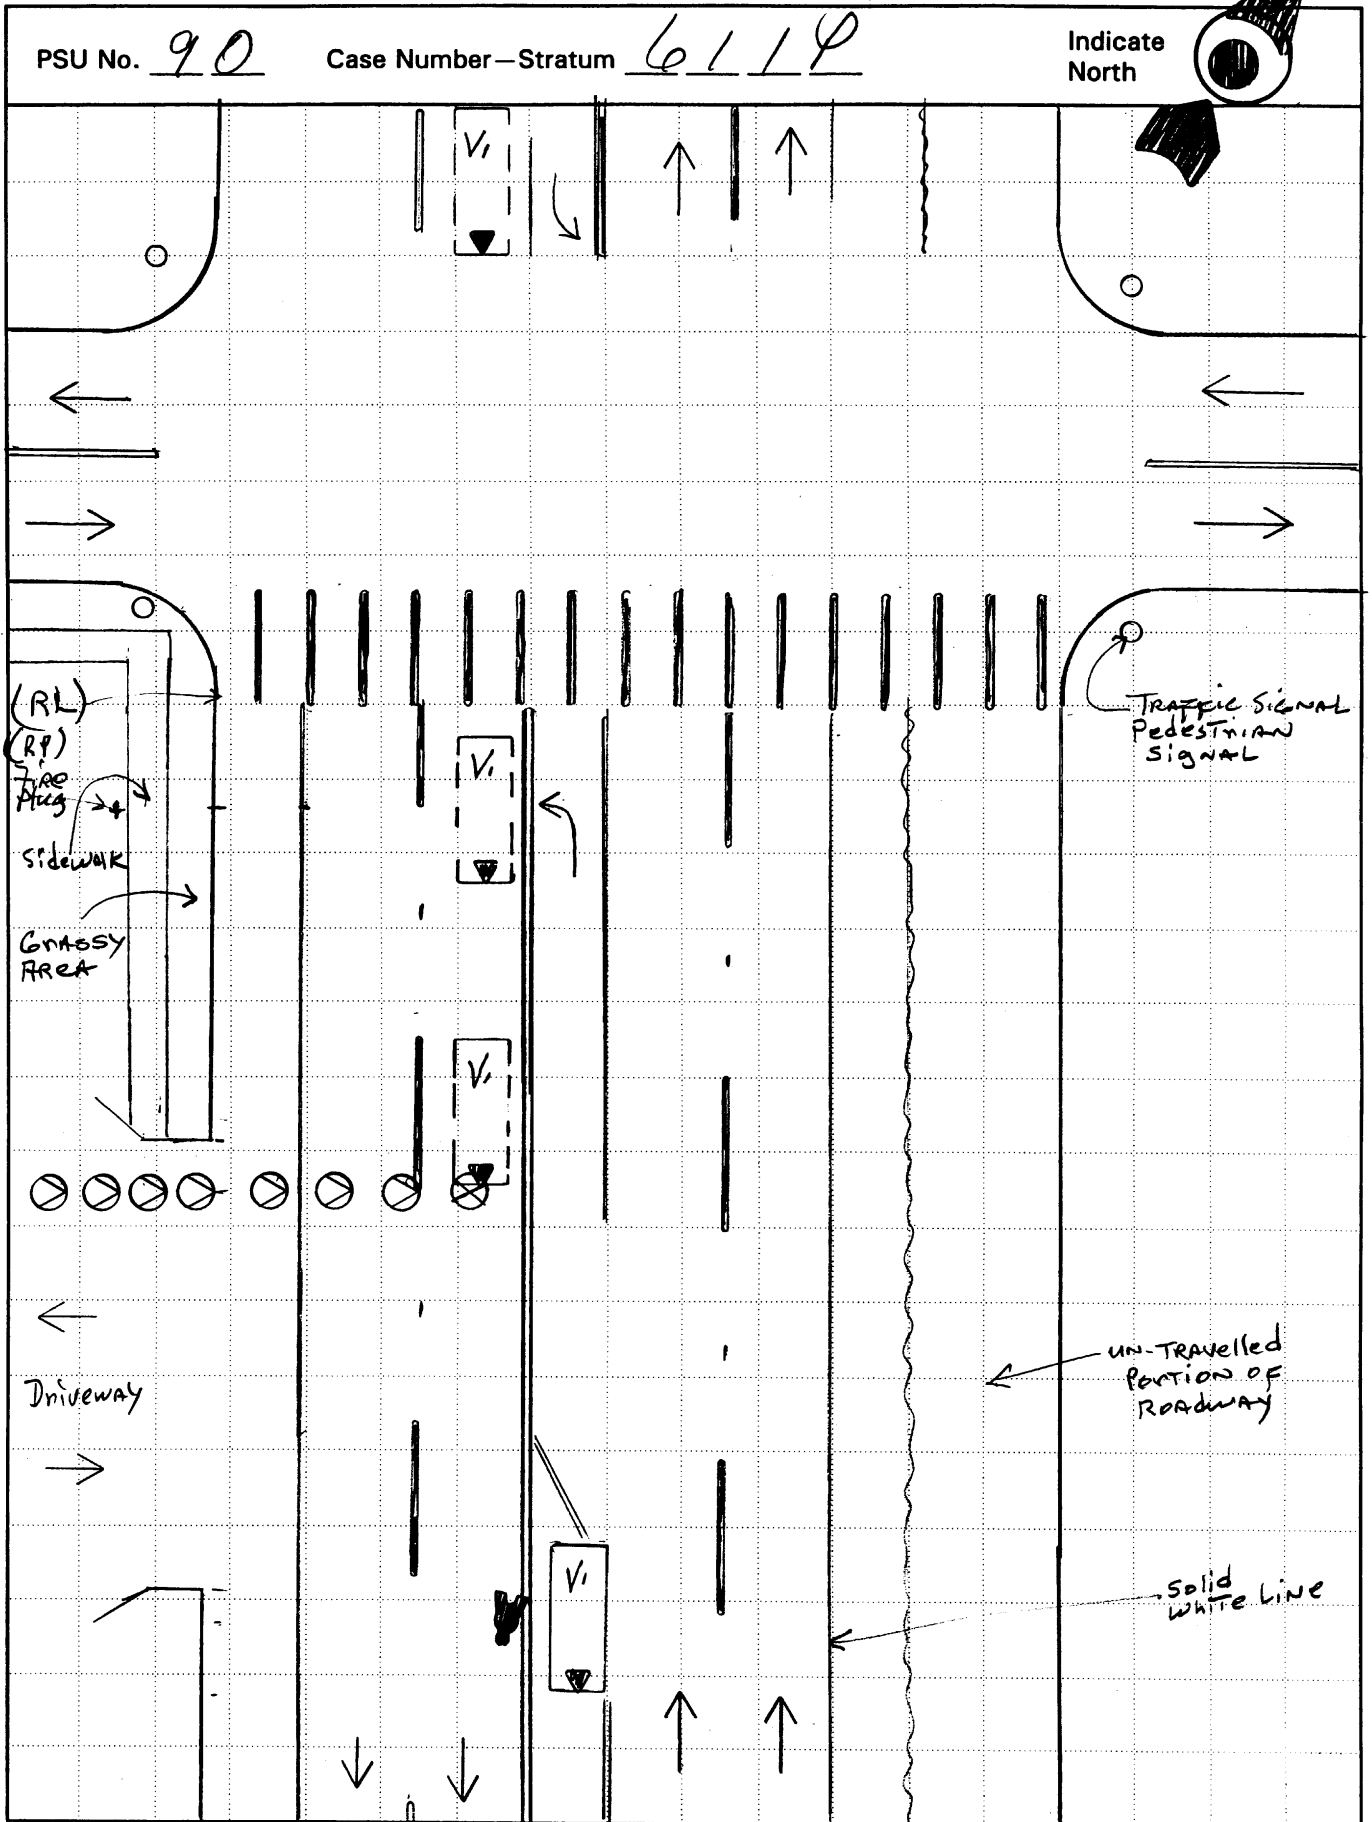 PSU No. 90 Case Number—Stratum 611P
Indicate
North
V1
(RL)
(RP)
Fire
Plug
Sidewalk
Grassy
Area
V1
Traffic Signal
Pedestrian
Signal
V1
Driveway
Un-travelled
Portion of
Roadway
V1
Solid
White Line